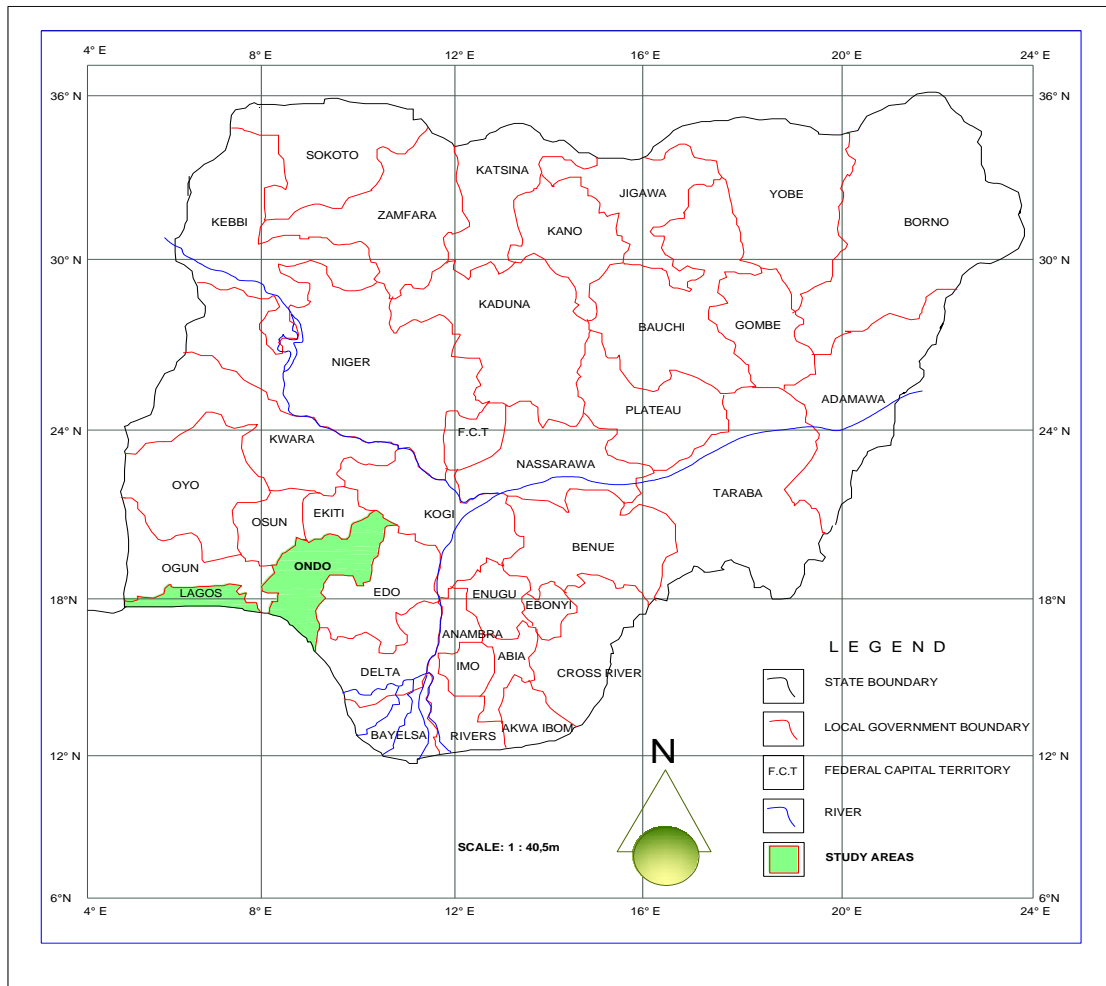 4° E 8° E 12° E 16° E 20° E 24° E
36° N 36° N
SOKOTO
KATSINA
JIGAWA
YOBE
KEBBI
ZAMFARA
KANO
BORNO
30° N 30° N
KADUNA
BAUCHI
GOMBE
NIGER
PLATEAU
ADAMAWA
24° N 24° N
KWARA
F.C.T
NASSARAWA
OYO
TARABA
OSUN
EKITI
KOGI
BENUE
OGUN
ONDO
LAGOS
EDO
ENUGU
EBONYI
18° N 18° N
ANAMBRA
DELTA
IMO
ABIA
CROSS RIVER
BAYELSA
RIVERS
AKWA IBOM
12° N 12° N
L E G E N D
STATE BOUNDARY
LOCAL GOVERNMENT BOUNDARY
F.C.T FEDERAL CAPITAL TERRITORY
RIVER
STUDY AREAS
N
SCALE: 1 : 40,5m
6°N 6° N
4° E 8° E 12° E 16° E 20° E 24° E